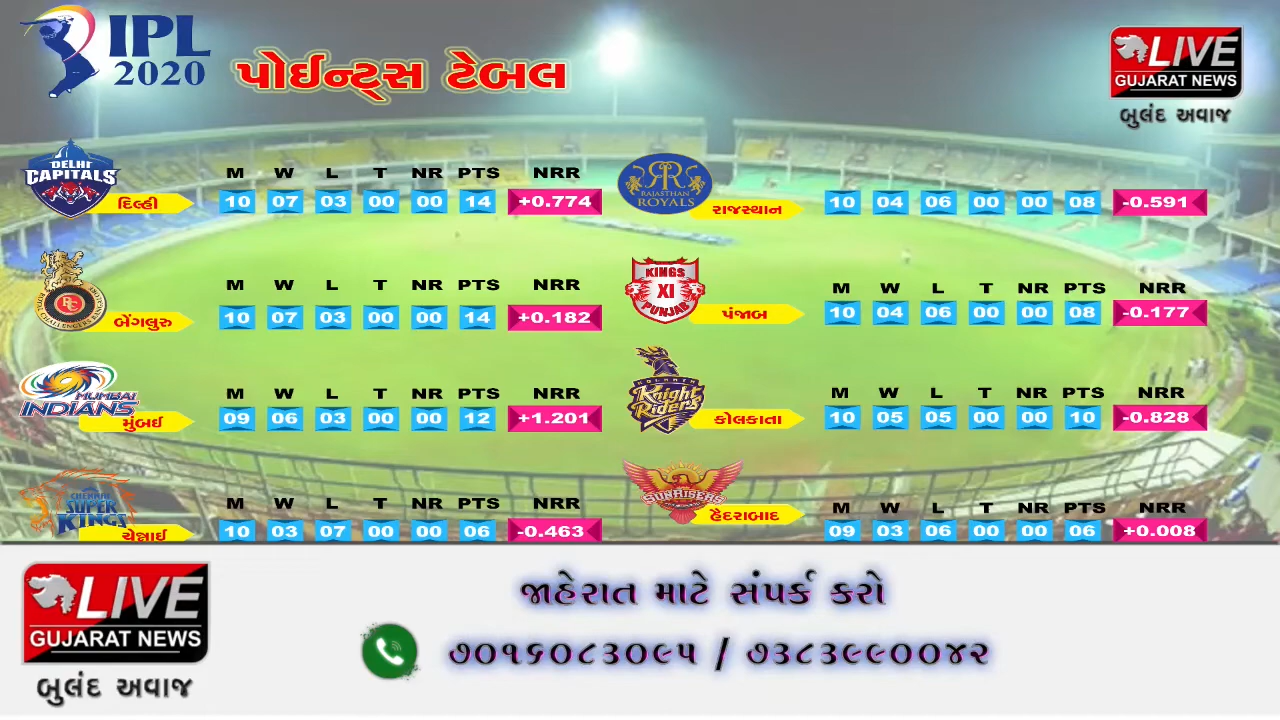 IPL
2020
પોઈન્ટ્સ ટેબલ
LIVE
GUJARAT NEWS
બુલંદ અવાજ
DELHI
CAPITALS
દિલ્હી
M W L T NR PTS NRR
10 07 03 00 00 14 +0.774
RR
RAJASTHAN
ROYALS
રાજસ્થાન
10 04 06 00 00 08 -0.591
બેંગલુરુ
M W L T NR PTS NRR
10 07 03 00 00 14 +0.182
KINGS
XI
PUNJAB
પંજાબ
M W L T NR PTS NRR
10 04 06 00 00 08 -0.177
MUMBAI
INDIANS
મુંબઈ
M W L T NR PTS NRR
09 06 03 00 00 12 +1.201
KOLKATA
Knight
Riders
કોલકાતા
M W L T NR PTS NRR
10 05 05 00 00 10 -0.828
CHENNAI
SUPER
KINGS
ચેન્નાઈ
M W L T NR PTS NRR
10 03 07 00 00 06 -0.463
SUNRISERS
હૈદરાબાદ
M W L T NR PTS NRR
09 03 06 00 00 06 +0.008
LIVE
GUJARAT NEWS
બુલંદ અવાજ
જાહેરાત માટે સંપર્ક કરો
૭૦૧૬૦૮૩૦૯૫ / ૭૩૮૩૯૯૦૦૪૨